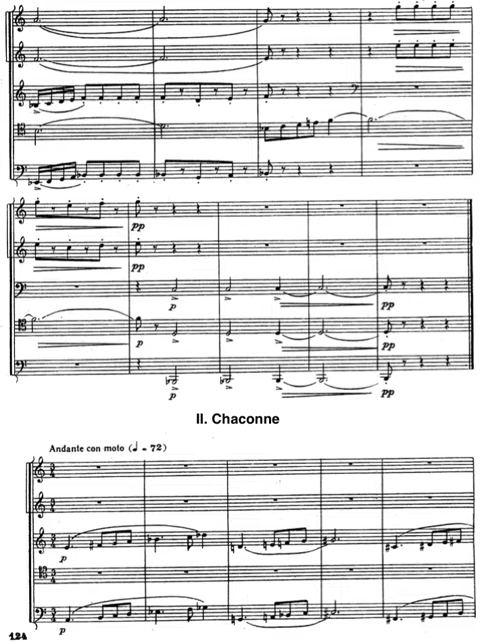 pp
pp
p
pp
p
pp
p
pp
II. Chaconne
Andante con moto (♩ = 72)
p
p
124